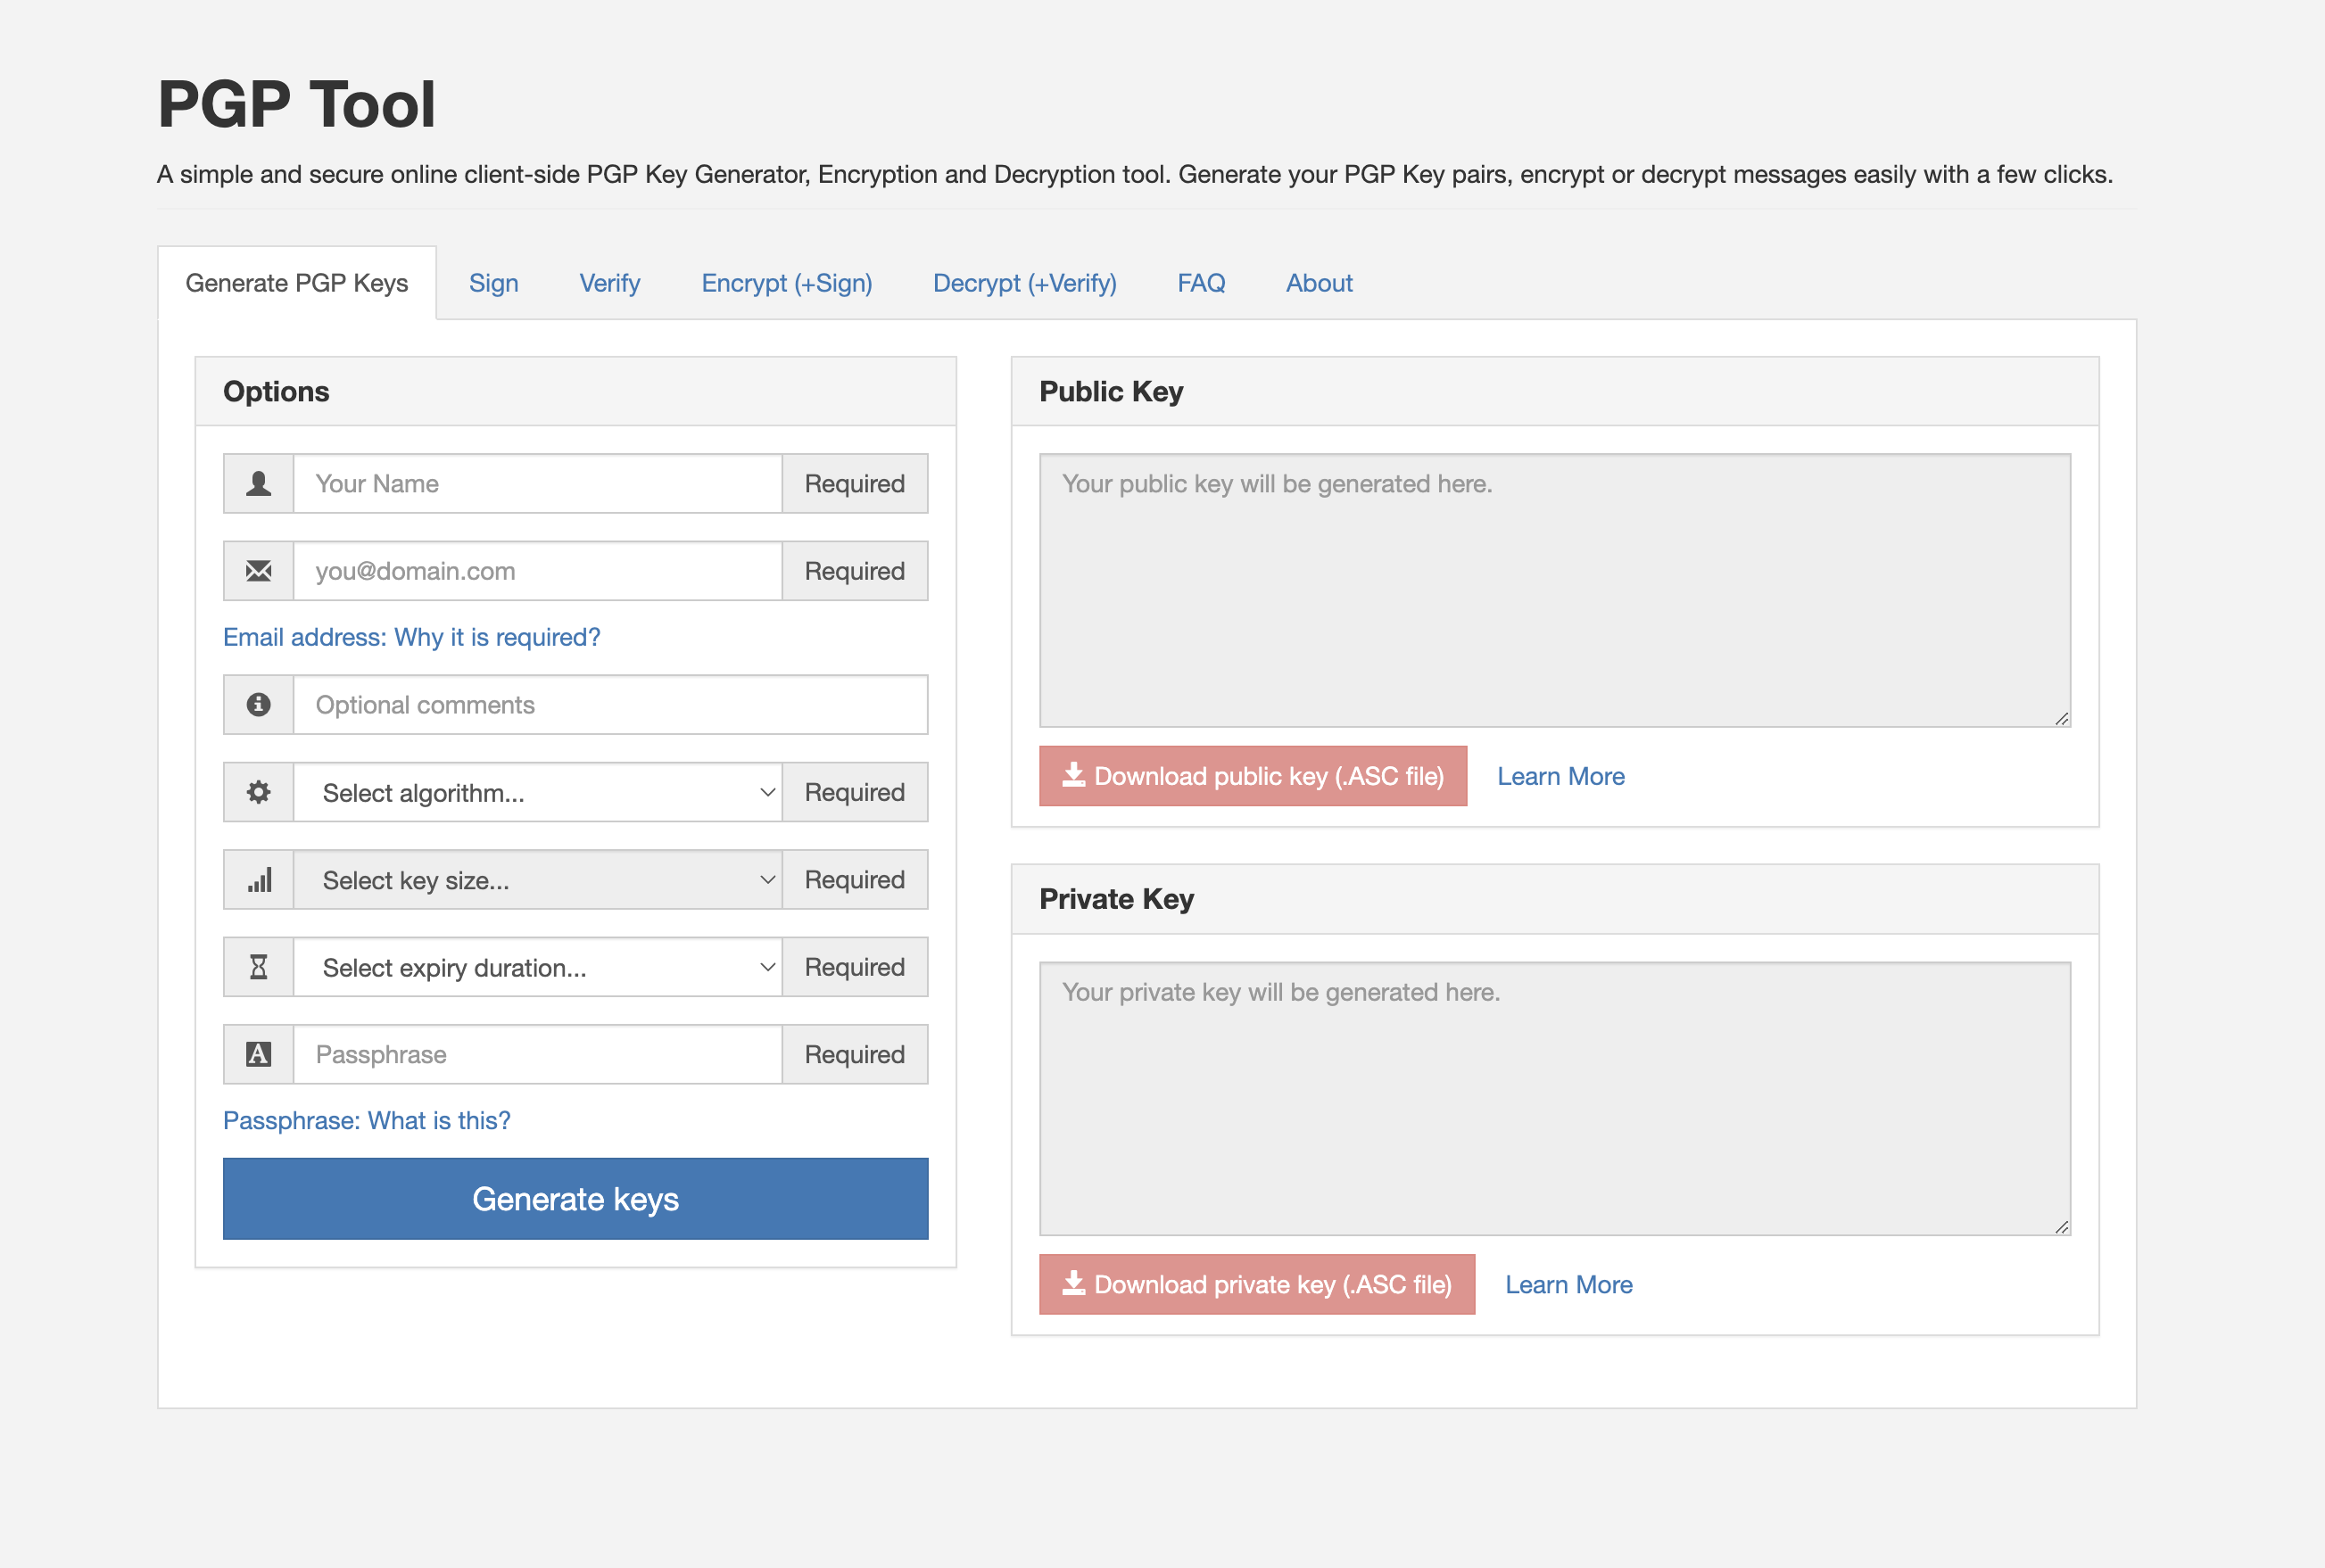 PGP Tool
A simple and secure online client-side PGP Key Generator, Encryption and Decryption tool. Generate your PGP Key pairs, encrypt or decrypt messages easily with a few clicks.
Generate PGP Keys
Sign
Verify
Encrypt (+Sign)
Decrypt (+Verify)
FAQ
About
Options
Your Name
Required
you@domain.com
Required
Email address: Why it is required?
Optional comments
Select algorithm...
Required
Select key size...
Required
Select expiry duration...
Required
Passphrase
Required
Passphrase: What is this?
Generate keys
Public Key
Your public key will be generated here.
Download public key (.ASC file)
Learn More
Private Key
Your private key will be generated here.
Download private key (.ASC file)
Learn More